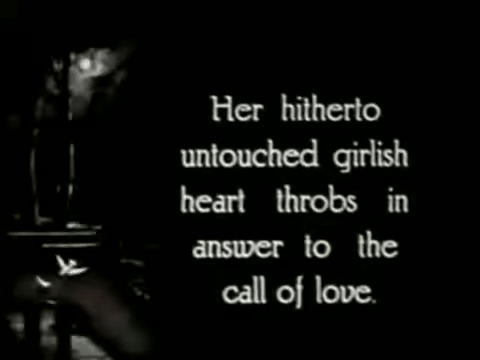 Her hitherto
untouched girlish
heart throbs in
answer to the
call of love.